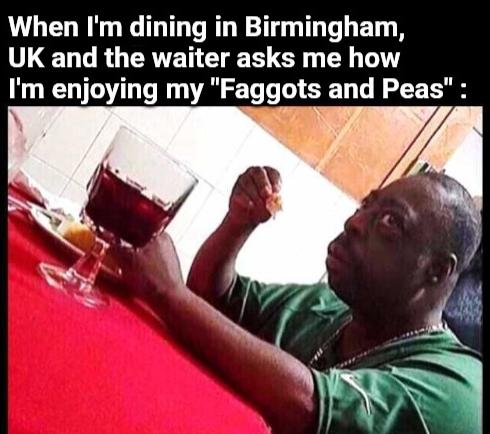 When I'm dining in Birmingham,
UK and the waiter asks me how
I'm enjoying my "Faggots and Peas" :